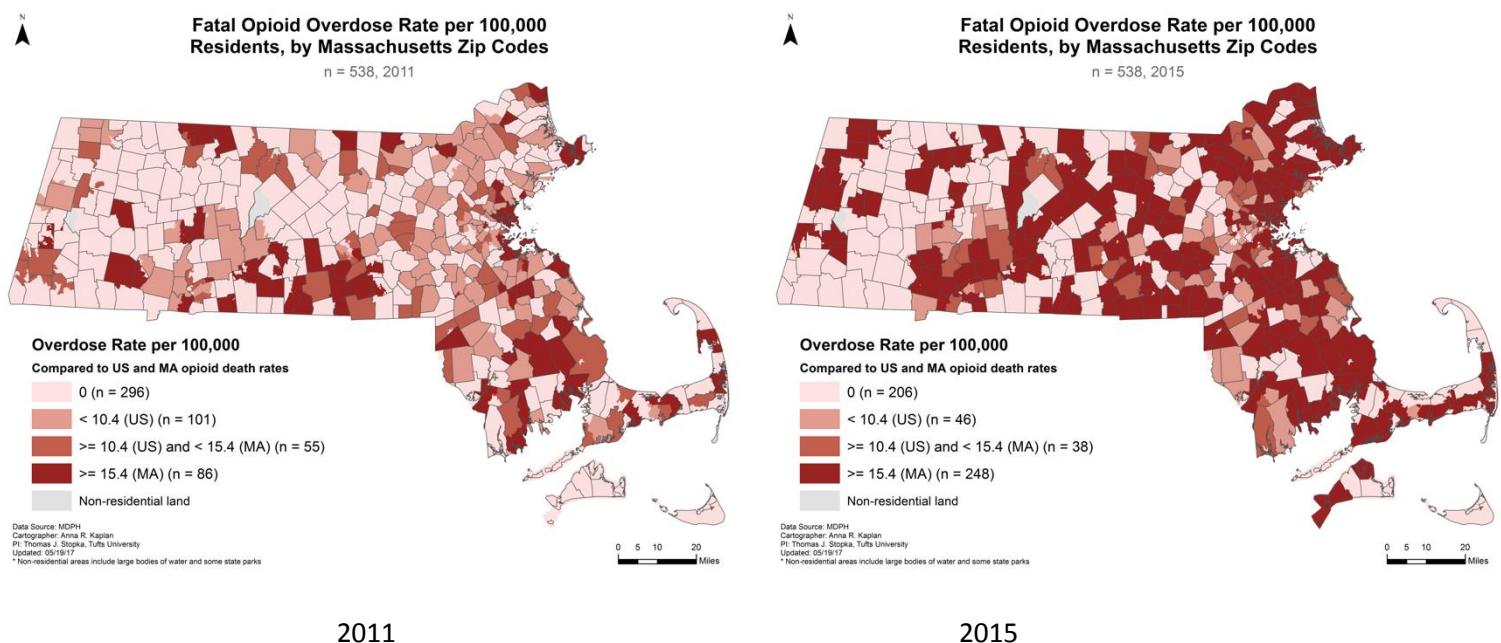 N
Fatal Opioid Overdose Rate per 100,000
Residents, by Massachusetts Zip Codes
n = 538, 2011
Overdose Rate per 100,000
Compared to US and MA opioid death rates
0 (n = 296)
< 10.4 (US) (n = 101)
>= 10.4 (US) and < 15.4 (MA) (n = 55)
>= 15.4 (MA) (n = 86)
Non-residential land
Data Source: MDPH
Cartographer: Anna R. Kaplan
PI: Thomas J. Stopka, Tufts University
Updated: 05/19/17
* Non-residential areas include large bodies of water and some state parks
0 5 10 20
Miles
2011
N
Fatal Opioid Overdose Rate per 100,000
Residents, by Massachusetts Zip Codes
n = 538, 2015
Overdose Rate per 100,000
Compared to US and MA opioid death rates
0 (n = 206)
< 10.4 (US) (n = 46)
>= 10.4 (US) and < 15.4 (MA) (n = 38)
>= 15.4 (MA) (n = 248)
Non-residential land
Data Source: MDPH
Cartographer: Anna R. Kaplan
PI: Thomas J. Stopka, Tufts University
Updated: 05/19/17
* Non-residential areas include large bodies of water and some state parks
0 5 10 20
Miles
2015